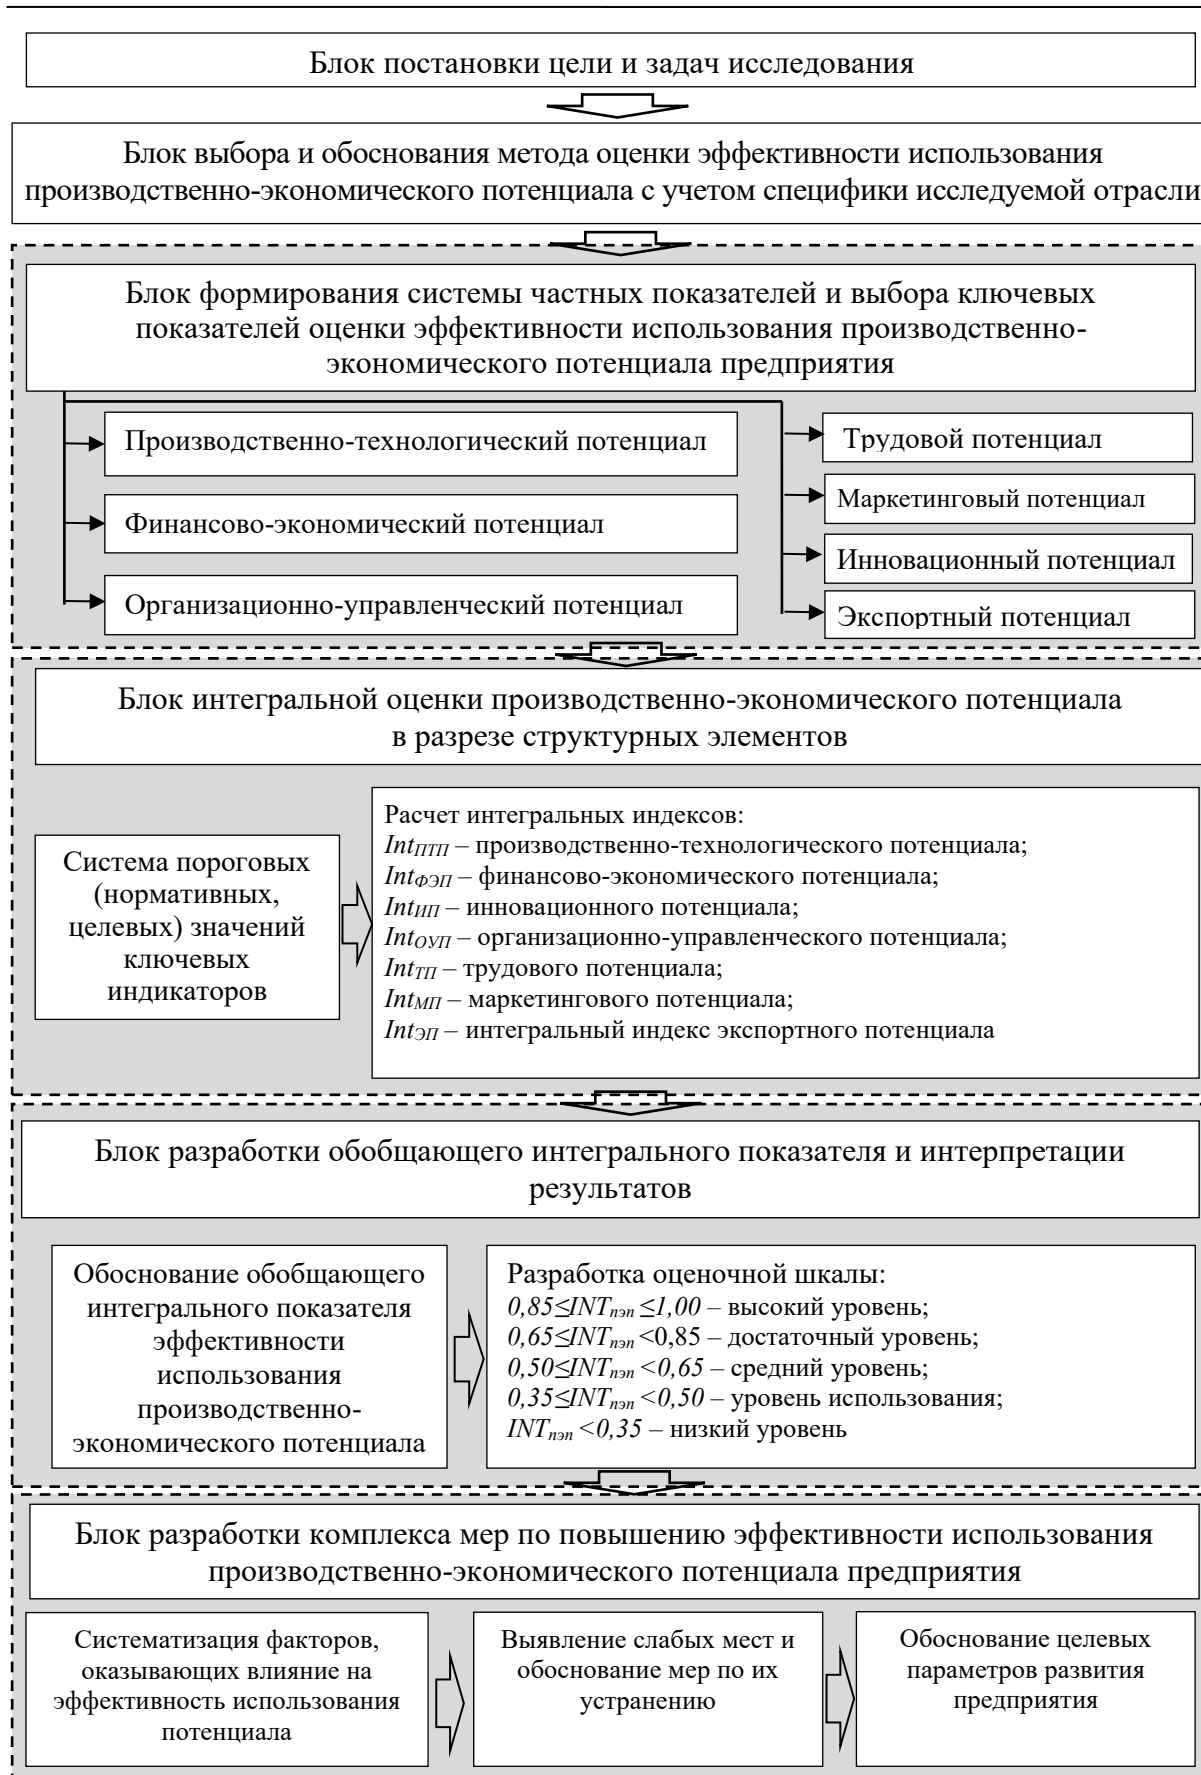 Блок постановки цели и задач исследования
Блок выбора и обоснования метода оценки эффективности использования
производственно-экономического потенциала с учетом специфики исследуемой отрасли
Блок формирования системы частных показателей и выбора ключевых
показателей оценки эффективности использования производственно-
экономического потенциала предприятия
Производственно-технологический потенциал
Финансово-экономический потенциал
Организационно-управленческий потенциал
Трудовой потенциал
Маркетинговый потенциал
Инновационный потенциал
Экспортный потенциал
Блок интегральной оценки производственно-экономического потенциала
в разрезе структурных элементов
Система пороговых
(нормативных,
целевых) значений
ключевых
индикаторов
Расчет интегральных индексов:
IntПТП – производственно-технологического потенциала;
IntФЭП – финансово-экономического потенциала;
IntИП – инновационного потенциала;
IntОУП – организационно-управленческого потенциала;
IntТП – трудового потенциала;
IntМП – маркетингового потенциала;
IntЭП – интегральный индекс экспортного потенциала
Блок разработки обобщающего интегрального показателя и интерпретации
результатов
Обоснование обобщающего
интегрального показателя
эффективности
использования
производственно-
экономического потенциала
Разработка оценочной шкалы:
0,85≤INTпэп ≤1,00 – высокий уровень;
0,65≤INTпэп <0,85 – достаточный уровень;
0,50≤INTпэп <0,65 – средний уровень;
0,35≤INTпэп <0,50 – уровень использования;
INTпэп <0,35 – низкий уровень
Блок разработки комплекса мер по повышению эффективности использования
производственно-экономического потенциала предприятия
Систематизация факторов,
оказывающих влияние на
эффективность использования
потенциала
Выявление слабых мест и
обоснование мер по их
устранению
Обоснование целевых
параметров развития
предприятия